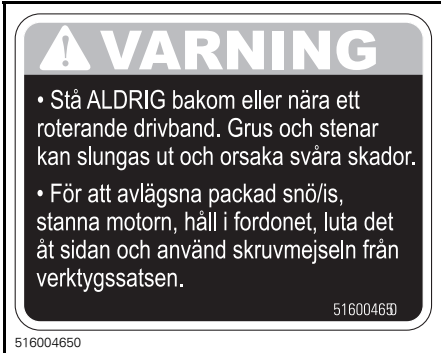 VARNING
• Stå ALDRIG bakom eller nära ett
roterande drivband. Grus och stenar
kan slungas ut och orsaka svåra skador.
• För att avlägsna packad snö/is,
stanna motorn, håll i fordonet, luta det
åt sidan och använd skruvmejseln från
verktygssatsen.
516004650
516004650